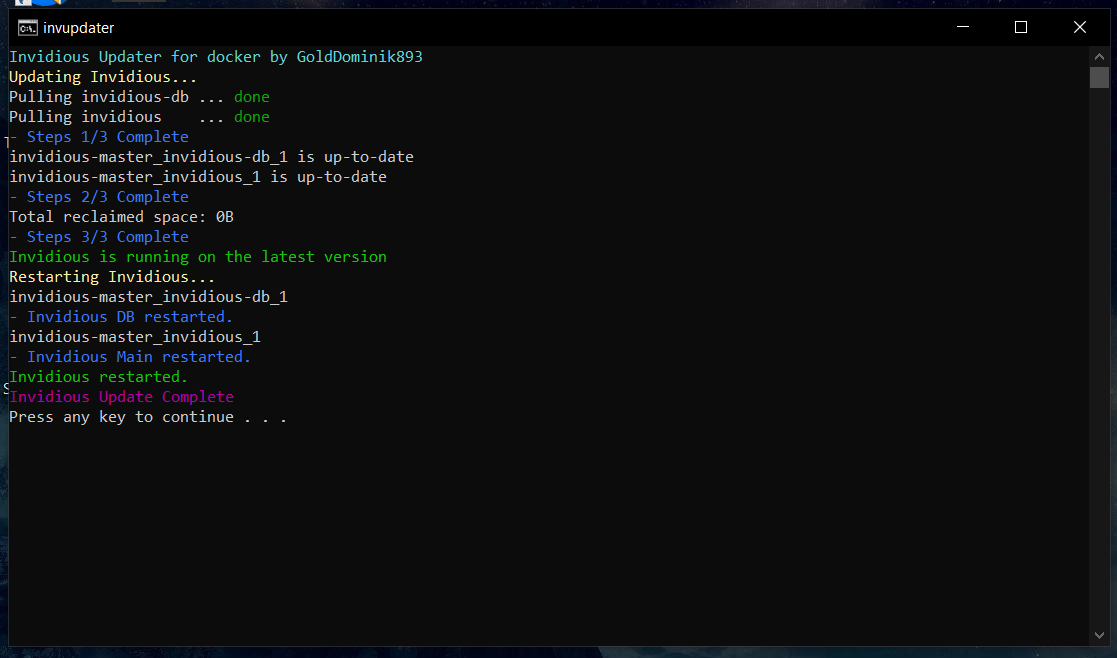 invupdater
Invidious Updater for docker by GoldDominik893
Updating Invidious...
Pulling invidious-db ... done
Pulling invidious    ... done
- Steps 1/3 Complete
invidious-master_invidious-db_1 is up-to-date
invidious-master_invidious_1 is up-to-date
- Steps 2/3 Complete
Total reclaimed space: 0B
- Steps 3/3 Complete
Invidious is running on the latest version
Restarting Invidious...
invidious-master_invidious-db_1
- Invidious DB restarted.
invidious-master_invidious_1
- Invidious Main restarted.
Invidious restarted.
Invidious Update Complete
Press any key to continue . . .